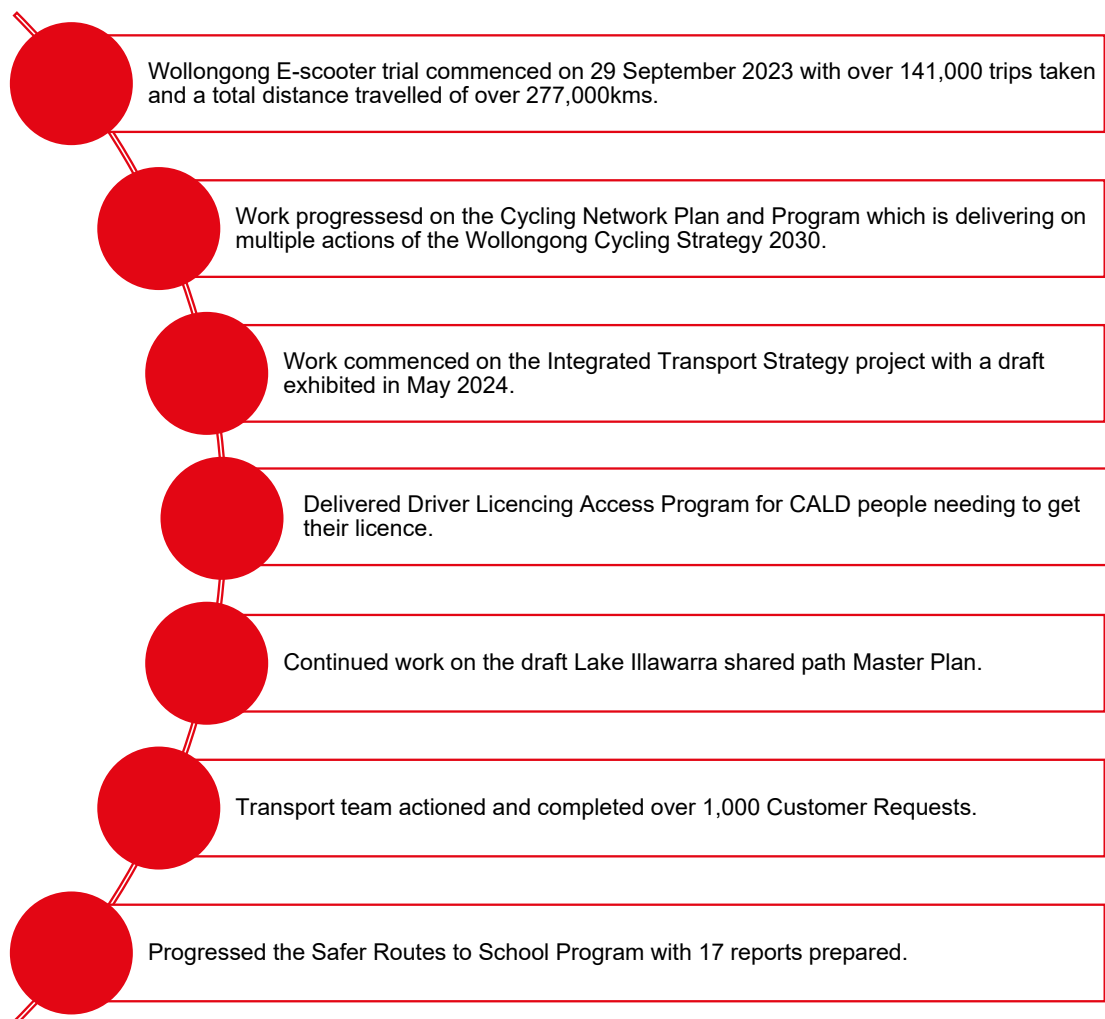 Wollongong E-scooter trial commenced on 29 September 2023 with over 141,000 trips taken
and a total distance travelled of over 277,000kms.
Work progressesd on the Cycling Network Plan and Program which is delivering on
multiple actions of the Wollongong Cycling Strategy 2030.
Work commenced on the Integrated Transport Strategy project with a draft
exhibited in May 2024.
Delivered Driver Licencing Access Program for CALD people needing to get
their licence.
Continued work on the draft Lake Illawarra shared path Master Plan.
Transport team actioned and completed over 1,000 Customer Requests.
Progressed the Safer Routes to School Program with 17 reports prepared.